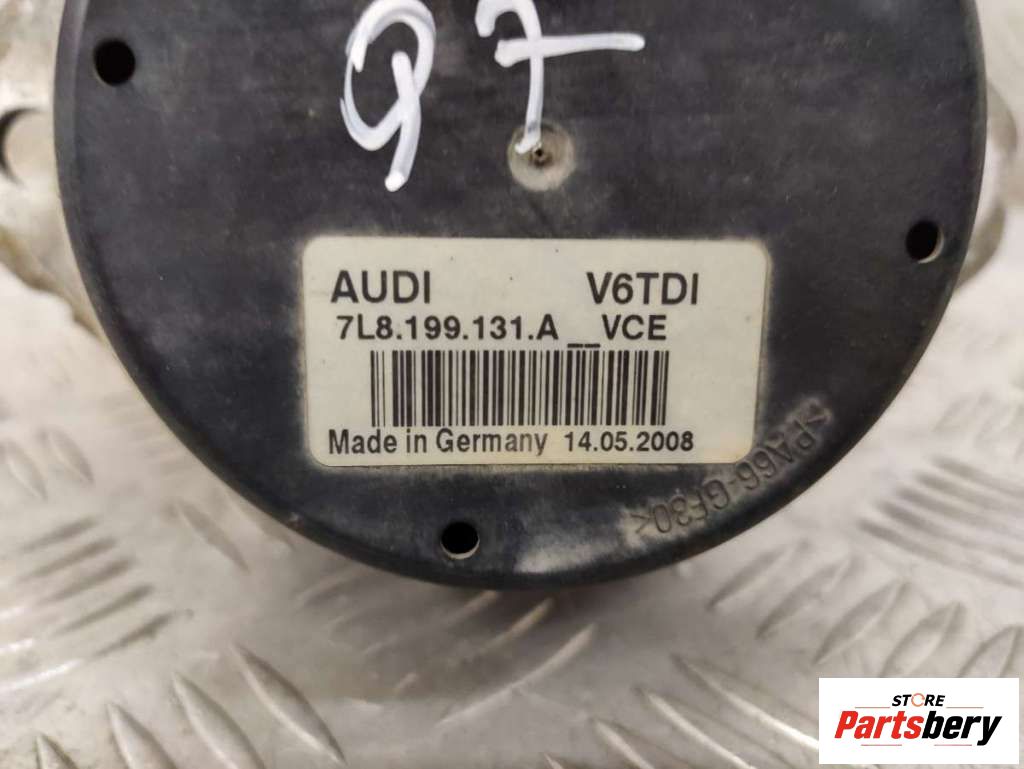 Q7
AUDI V6TDI
7L8.199.131.A __VCE
Made in Germany 14.05.2008
>PA66-GF30<
STORE
Partsbery